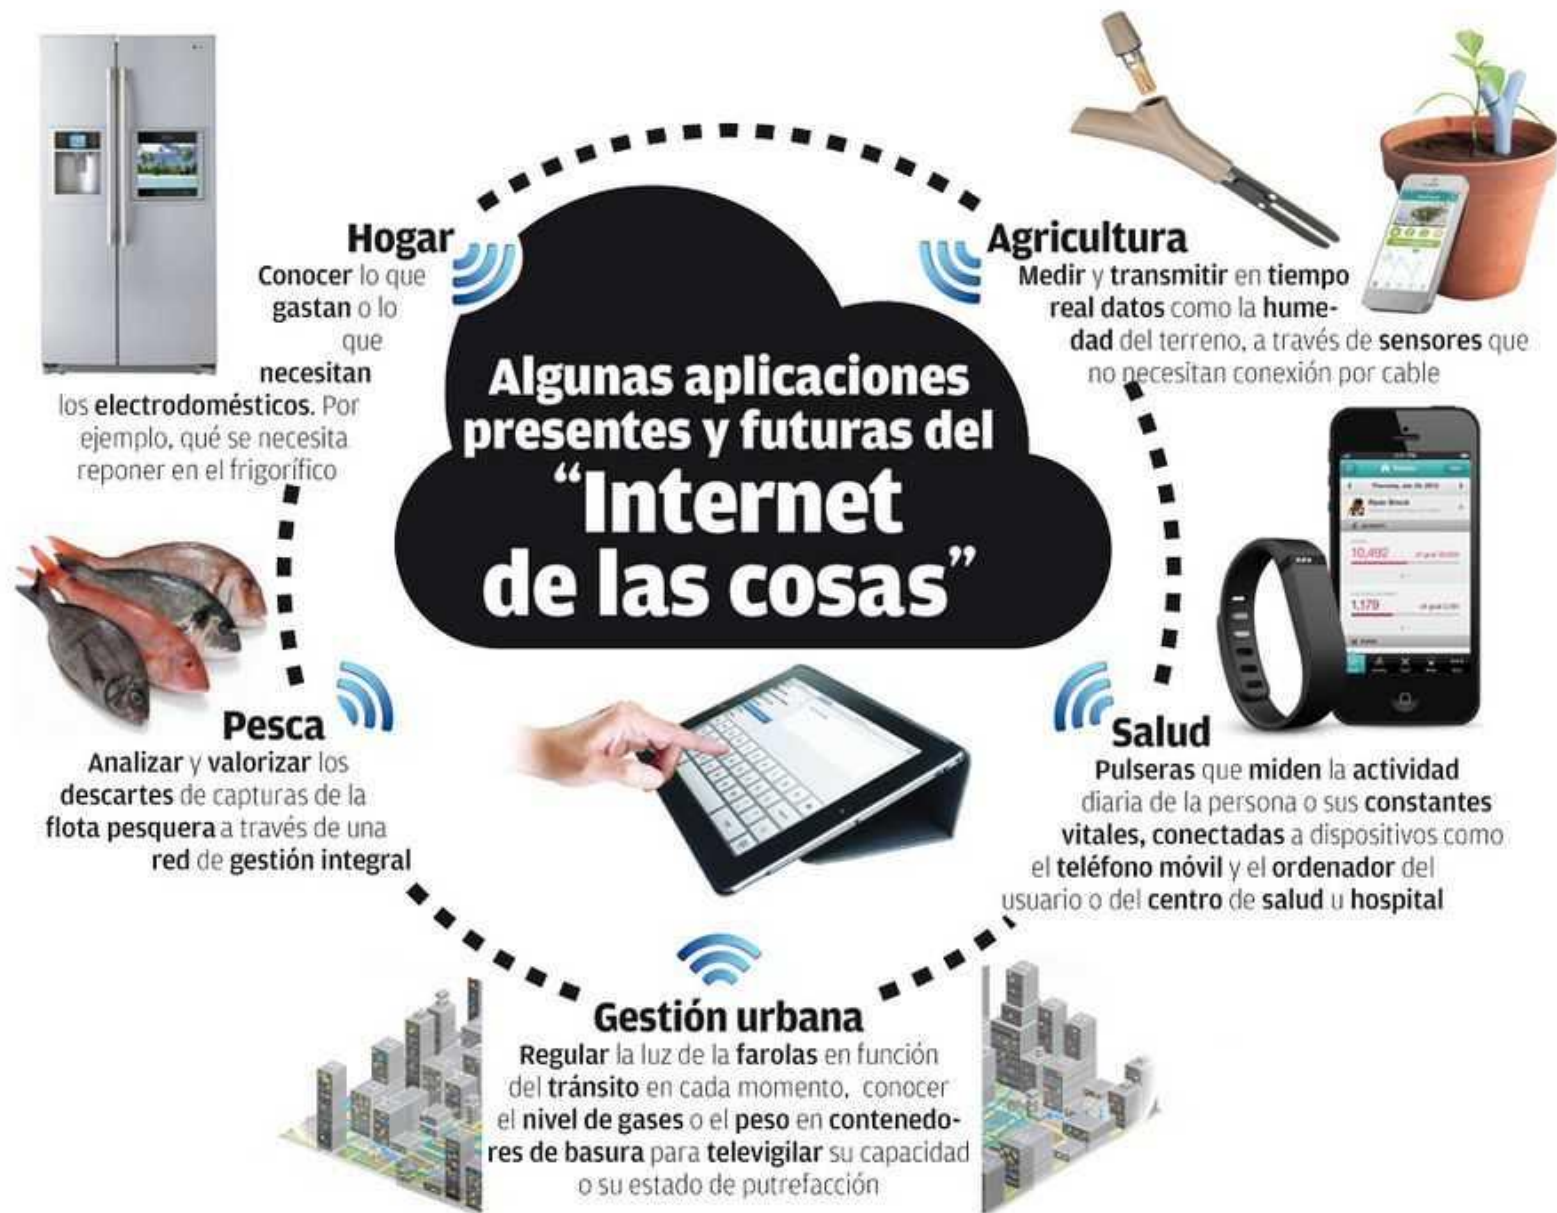 Algunas aplicaciones
presentes y futuras del
“Internet
de las cosas”
Hogar
Conocer lo que
gastan o lo
que
necesitan
los electrodomésticos. Por
ejemplo, qué se necesita
reponer en el frigorífico
Agricultura
Medir y transmitir en tiempo
real datos como la hume-
dad del terreno, a través de sensores que
no necesitan conexión por cable
10,492
1,179
Pesca
Analizar y valorizar los
descartes de capturas de la
flota pesquera a través de una
red de gestión integral
Salud
Pulseras que miden la actividad
diaria de la persona o sus constantes
vitales, conectadas a dispositivos como
el teléfono móvil y el ordenador del
usuario o del centro de salud u hospital
Gestión urbana
Regular la luz de la farolas en función
del tránsito en cada momento, conocer
el nivel de gases o el peso en contenedo-
res de basura para televigilar su capacidad
o su estado de putrefacción